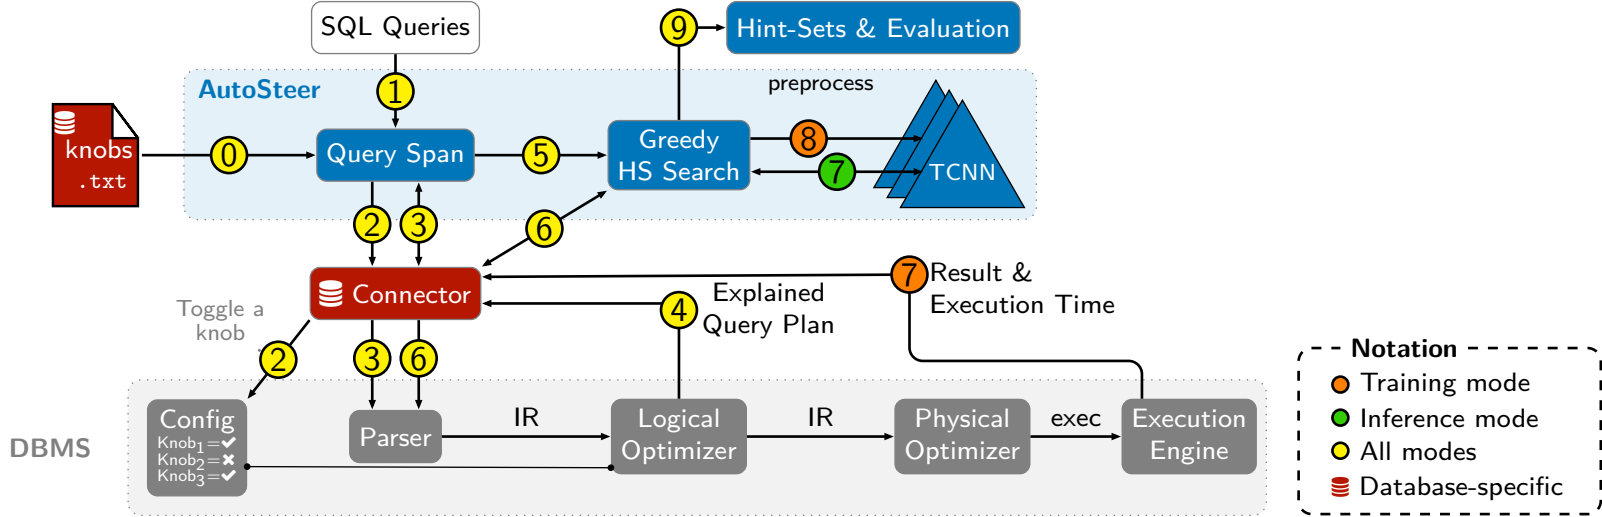 SQL Queries
9
Hint-Sets & Evaluation
AutoSteer
1
preprocess
knobs
.txt
0
Query Span
5
Greedy
HS Search
8
7
TCNN
2
3
6
Connector
7
Result &
Execution Time
4
Explained
Query Plan
Toggle a
knob
2
3
6
DBMS
Config
Knob1=✔
Knob2=✖
Knob3=✔
Parser
IR
Logical
Optimizer
IR
Physical
Optimizer
exec
Execution
Engine
Notation
Training mode
Inference mode
All modes
Database-specific